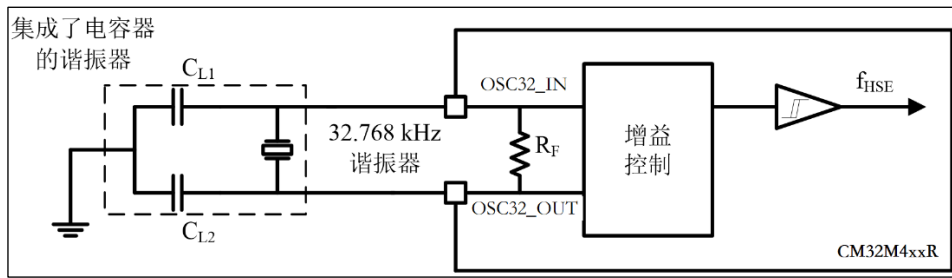 集成了电容器
的谐振器
C_L1
OSC32_IN
f_HSE
32.768 kHz
谐振器
R_F
增益
控制
OSC32_OUT
C_L2
CM32M4xxR